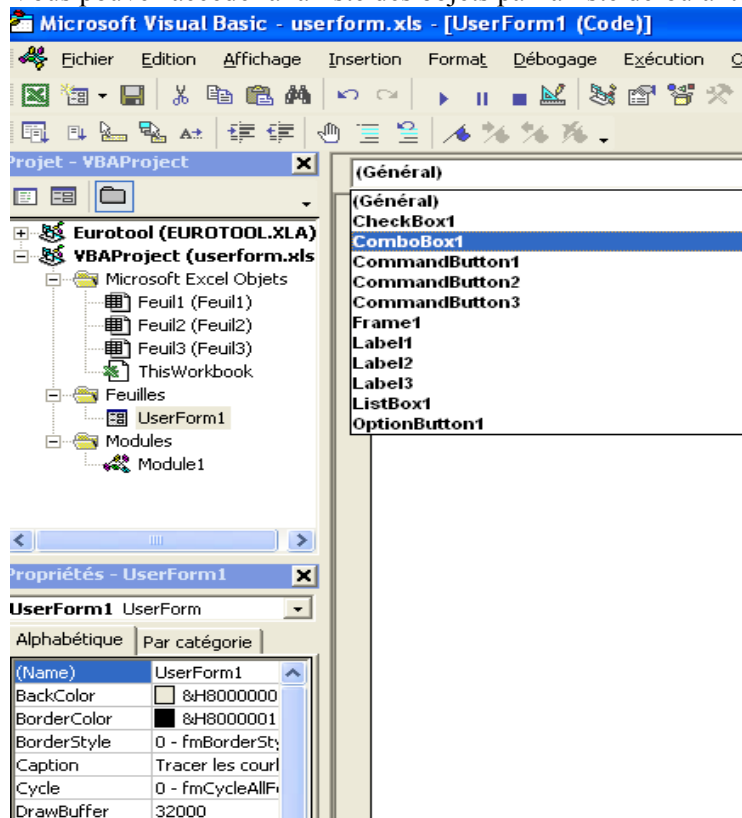 Microsoft Visual Basic - userform.xls - [UserForm1 (Code)]
Fichier Edition Affichage Insertion Format Débogage Exécution
Projet - VBAProject
(Général)
Eurotool (EUROTOOL.XLA)
VBAProject (userform.xls
Microsoft Excel Objets
Feuil1 (Feuil1)
Feuil2 (Feuil2)
Feuil3 (Feuil3)
ThisWorkbook
Feuilles
UserForm1
Modules
Module1
(Général)
CheckBox1
ComboBox1
CommandButton1
CommandButton2
CommandButton3
Frame1
Label1
Label2
Label3
ListBox1
OptionButton1
Propriétés - UserForm1
UserForm1 UserForm
Alphabétique Par catégorie
(Name) UserForm1
BackColor &H8000000
BorderColor &H8000001
BorderStyle 0 - fmBorderSty
Caption Tracer les courl
Cycle 0 - fmCycleAllF
DrawBuffer 32000